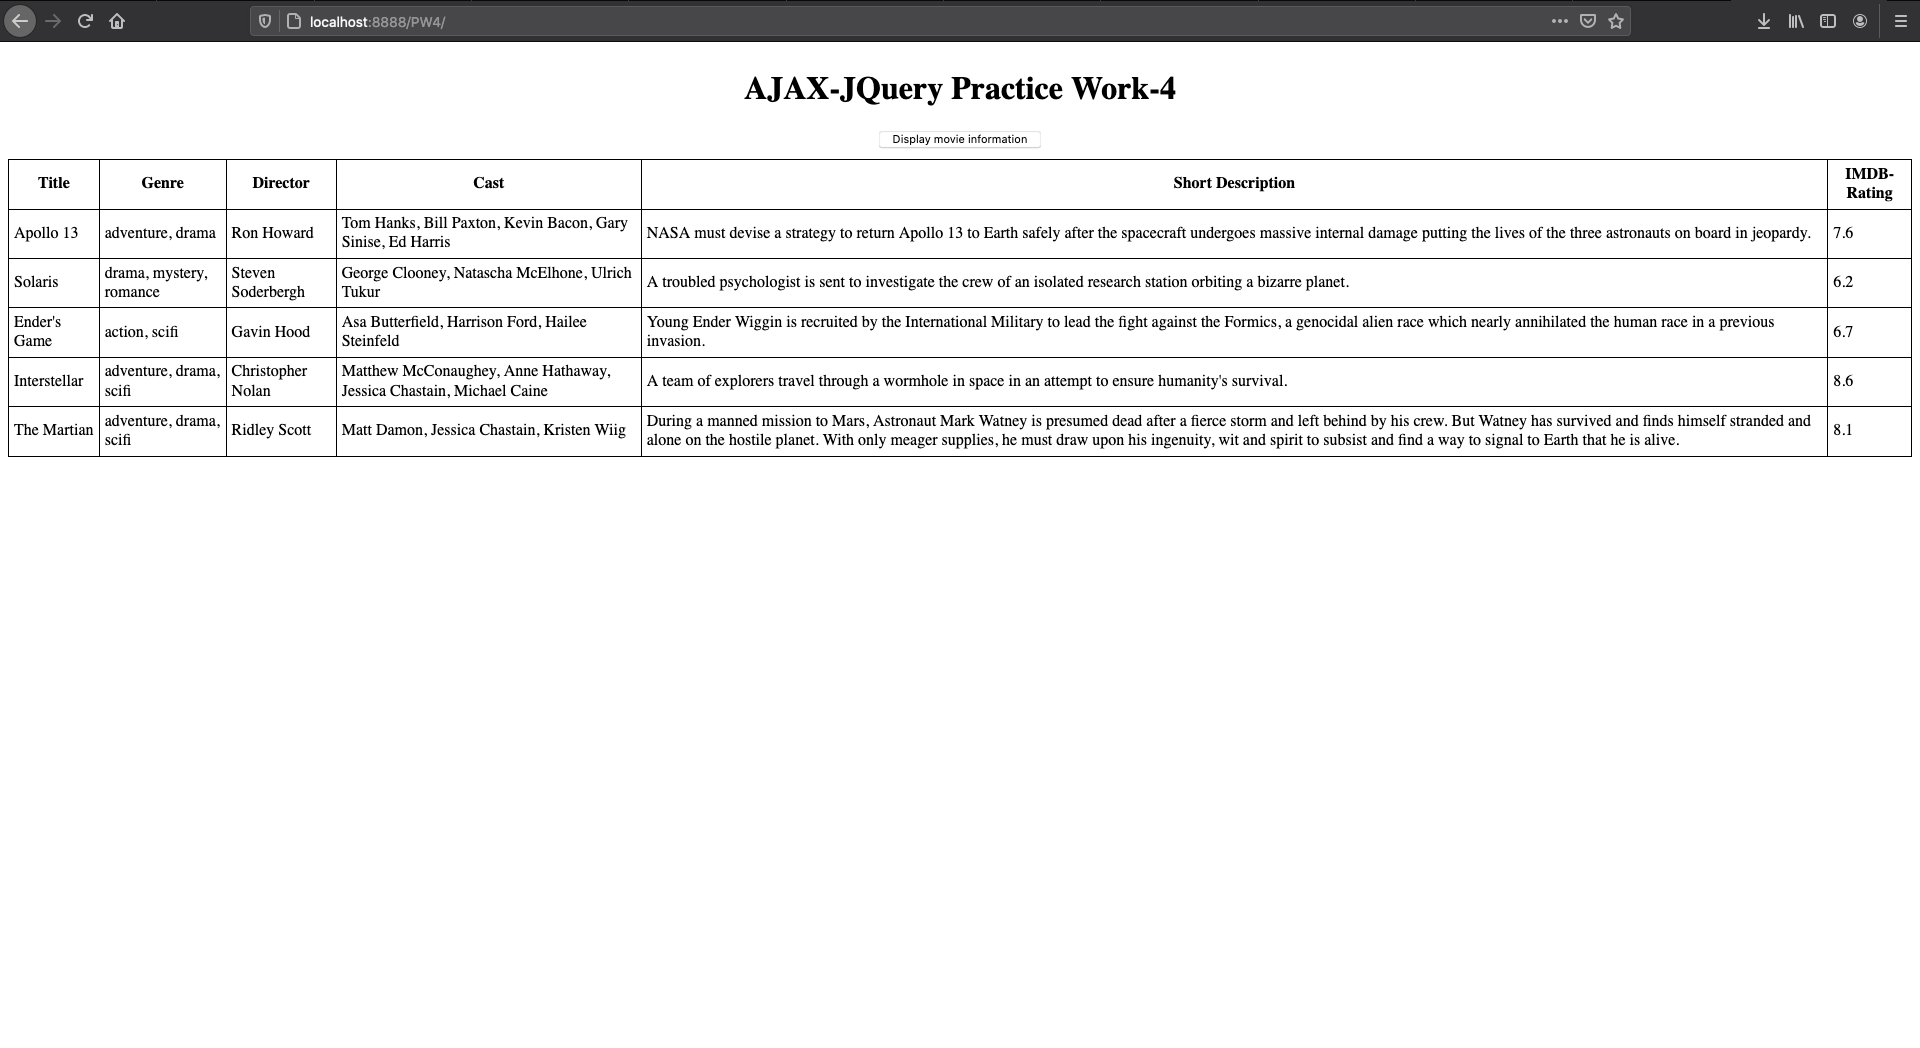 localhost:8888/PW4/
AJAX-JQuery Practice Work-4
Display movie information
Title Genre Director Cast Short Description IMDB-
Rating
Apollo 13 adventure, drama Ron Howard Tom Hanks, Bill Paxton, Kevin Bacon, Gary
Sinise, Ed Harris NASA must devise a strategy to return Apollo 13 to Earth safely after the spacecraft undergoes massive internal damage putting the lives of the three astronauts on board in jeopardy. 7.6
Solaris drama, mystery,
romance Steven
Soderbergh George Clooney, Natascha McElhone, Ulrich
Tukur A troubled psychologist is sent to investigate the crew of an isolated research station orbiting a bizarre planet. 6.2
Ender's
Game action, scifi Gavin Hood Asa Butterfield, Harrison Ford, Hailee
Steinfeld Young Ender Wiggin is recruited by the International Military to lead the fight against the Formics, a genocidal alien race which nearly annihilated the human race in a previous
invasion. 6.7
Interstellar adventure, drama,
scifi Christopher
Nolan Matthew McConaughey, Anne Hathaway,
Jessica Chastain, Michael Caine A team of explorers travel through a wormhole in space in an attempt to ensure humanity's survival. 8.6
The Martian adventure, drama,
scifi Ridley Scott Matt Damon, Jessica Chastain, Kristen Wiig During a manned mission to Mars, Astronaut Mark Watney is presumed dead after a fierce storm and left behind by his crew. But Watney has survived and finds himself stranded and
alone on the hostile planet. With only meager supplies, he must draw upon his ingenuity, wit and spirit to subsist and find a way to signal to Earth that he is alive. 8.1